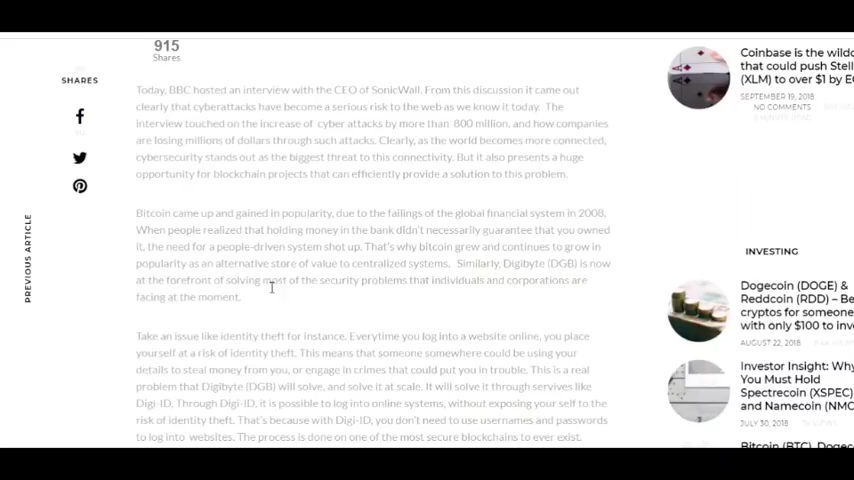 915
Shares
SHARES
PREVIOUS ARTICLE
Today, BBC hosted an interview with the CEO of SonicWall. From this discussion it came out
clearly that cyberattacks have become a serious risk to the web as we know it today. The
interview touched on the increase of cyber attacks by more than 800 million, and how companies
are losing millions of dollars through such attacks. Clearly, as the world becomes more connected,
cybersecurity stands out as the biggest threat to this connectivity. But it also presents a huge
opportunity for blockchain projects that can efficiently provide a solution to this problem.
Bitcoin came up and gained in popularity, due to the failings of the global financial system in 2008.
When people realized that holding money in the bank didn't necessarily guarantee that you owned
it, the need for a people-driven system shot up. That's why bitcoin grew and continues to grow in
popularity as an alternative store of value to centralized systems. Similarly, Digibyte (DGB) is now
at the forefront of solving most of the security problems that individuals and corporations are
facing at the moment.
Take an issue like identity theft for instance. Everytime you log into a website online, you place
yourself at a risk of identity theft. This means that someone somewhere could be using your
details to steal money from you, or engage in crimes that could put you in trouble. This is a real
problem that Digibyte (DGB) will solve, and solve it at scale. It will solve it through servives like
Digi-ID. Through Digi-ID, it is possible to log into online systems, without exposing your self to the
risk of identity theft. That's because with Digi-ID, you don't need to use usernames and passwords
to log into websites. The process is done on one of the most secure blockchains to ever exist.
Coinbase is the wildc
that could push Stell
(XLM) to over $1 by E
SEPTEMBER 19, 2018
NO COMMENTS
INVESTING
Dogecoin (DOGE) &
Reddcoin (RDD) – Be
cryptos for someone
with only $100 to inv
AUGUST 22, 2018
Investor Insight: Why
You Must Hold
Spectrecoin (XSPEC)
and Namecoin (NMC
JULY 30, 2018
Bitcoin (BTC), Dogec